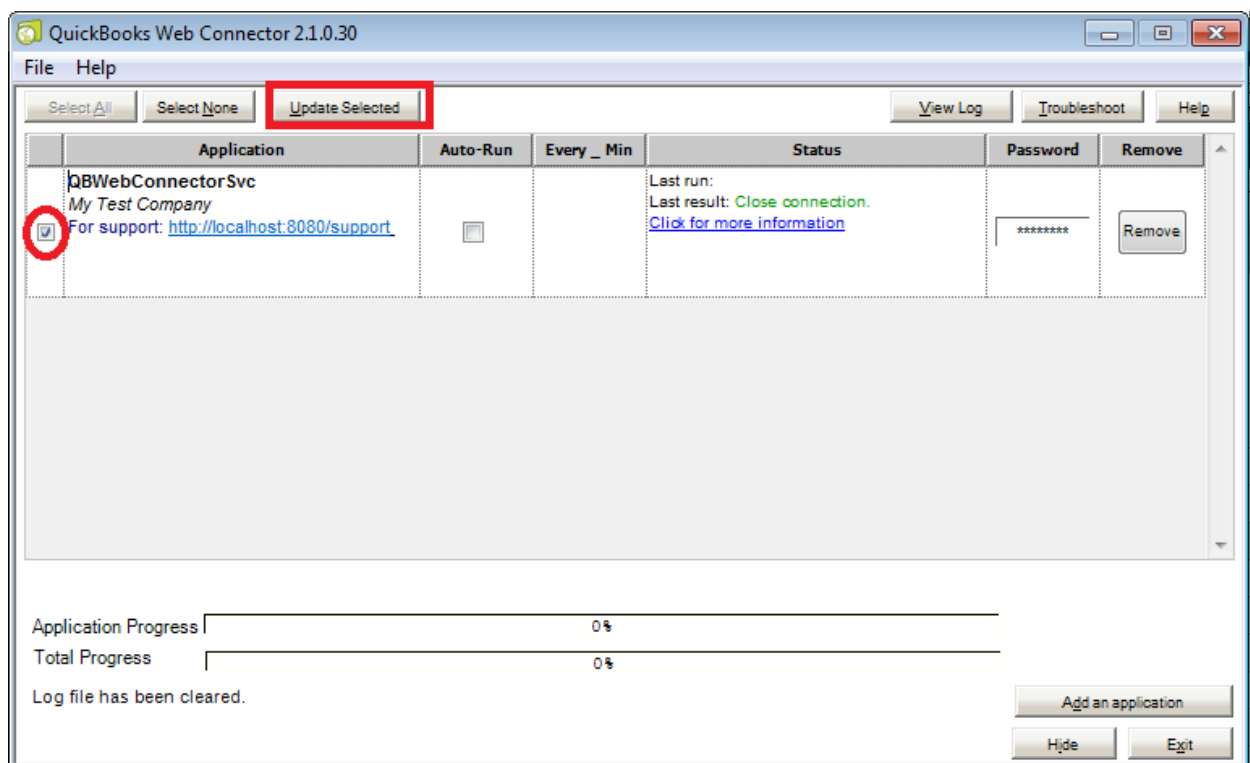 QuickBooks Web Connector 2.1.0.30
File Help
Select All Select None Update Selected View Log Troubleshoot Help
Application Auto-Run Every _ Min Status Password Remove
QBWebConnectorSvc
My Test Company
For support: http://localhost:8080/support
Last run:
Last result: Close connection.
Click for more information
******** Remove
Application Progress 0%
Total Progress 0%
Log file has been cleared.
Add an application
Hide Exit